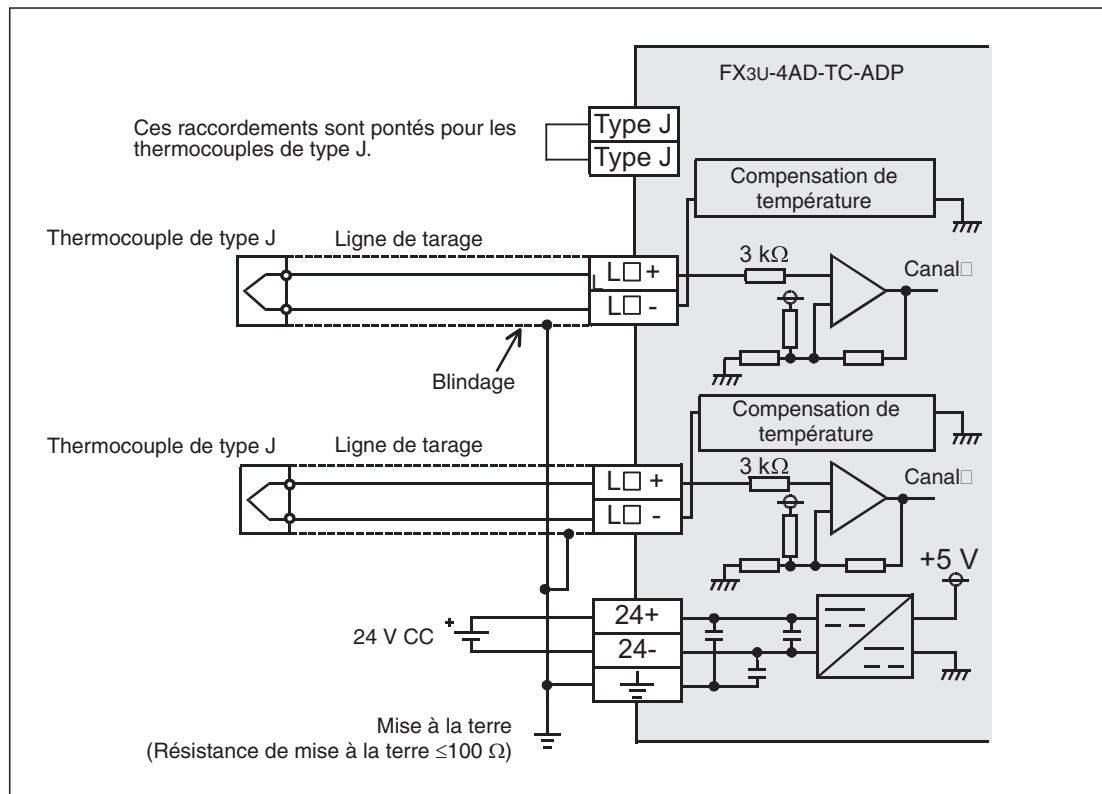 FX3U-4AD-TC-ADP
Ces raccordements sont pontés pour les
thermocouples de type J.
Type J
Type J
Compensation de
température
Thermocouple de type J
Ligne de tarage
L□ +
L□ -
3 kΩ
Canal□
Blindage
Compensation de
température
Thermocouple de type J
Ligne de tarage
L□ +
L□ -
3 kΩ
Canal□
+5 V
24 V CC
+
24+
24-
Mise à la terre
(Résistance de mise à la terre ≤100 Ω)